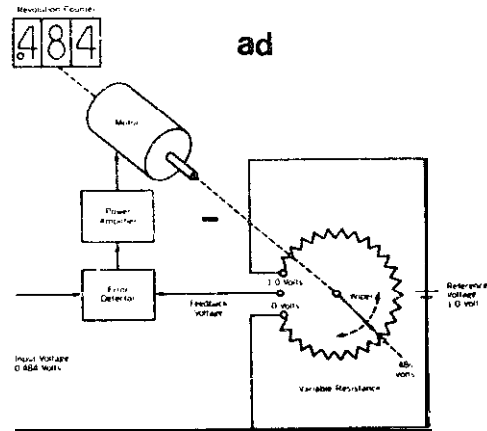 Revolution Counter
.484
ad
Motor
Power
Amplifier
Error
Detector
1.0 Volts
0 Volts
Wiper
Feedback
Voltage
Reference
Voltage
1.0 Volt
Input Voltage
0.484 Volts
Volts
Variable Resistance